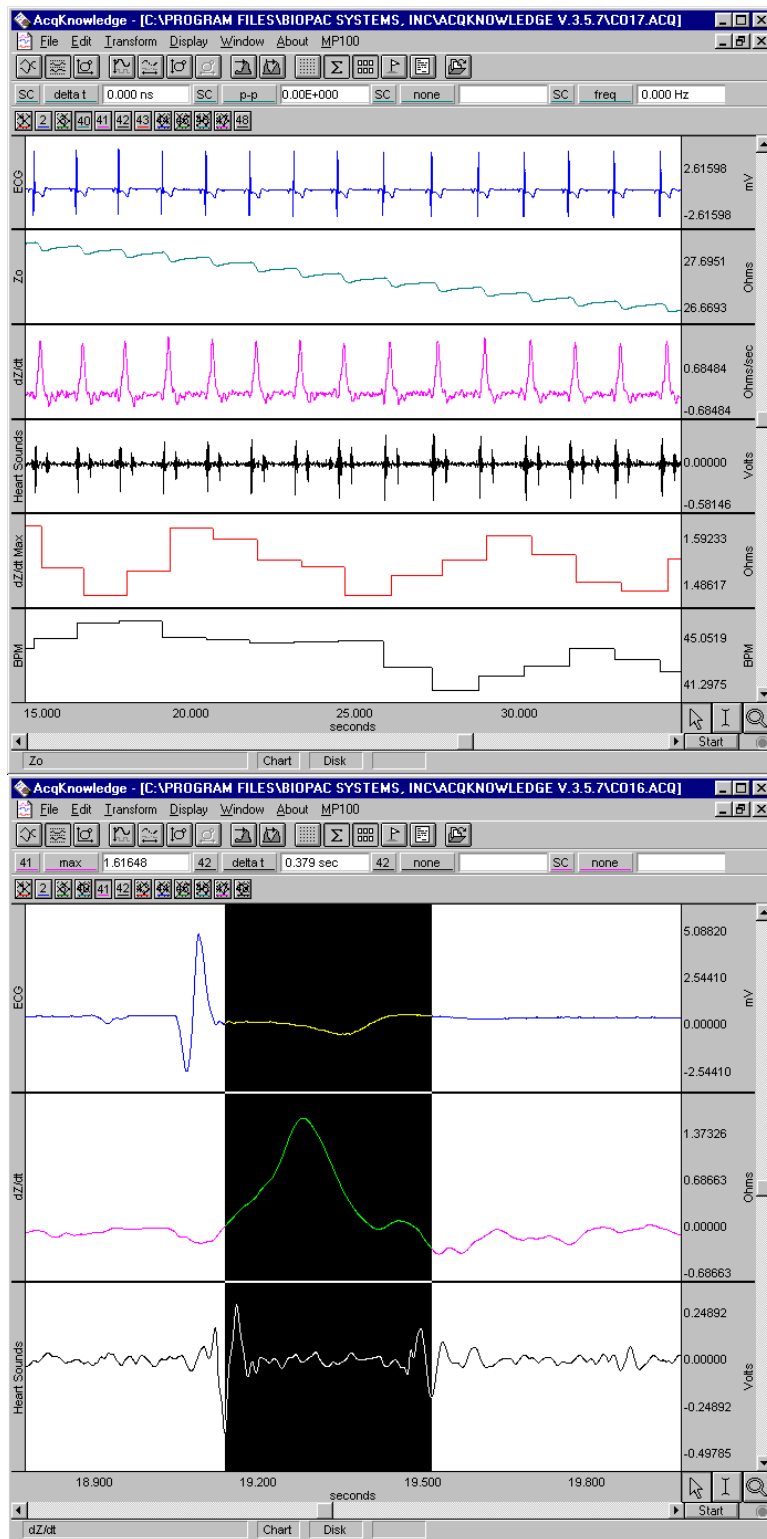 AcqKnowledge - [C:\PROGRAM FILES\BIOPAC SYSTEMS, INC\ACQKNOWLEDGE V.3.5.7\CO17.ACQ]
File Edit Transform Display Window About MP100
SC delta t 0.000 ns SC p-p 0.00E+000 SC none SC freq 0.000 Hz
2 40 41 42 43 48
ECG
2.61598
-2.61598
mV
Zo
27.6951
26.6693
Ohms
dZ/dt
0.68484
-0.68484
Ohms/sec
Heart Sounds
0.00000
-0.58146
Volts
dZ/dt Max
1.59233
1.48617
Ohms
BPM
45.0519
41.2975
BPM
15.000 20.000 25.000 30.000
seconds
Start
Zo Chart Disk
AcqKnowledge - [C:\PROGRAM FILES\BIOPAC SYSTEMS, INC\ACQKNOWLEDGE V.3.5.7\CO16.ACQ]
File Edit Transform Display Window About MP100
41 max 1.61648 42 delta t 0.379 sec 42 none SC none
2 41 42
ECG
5.08820
2.54410
0.00000
-2.54410
mV
dZ/dt
1.37326
0.68663
0.00000
-0.68663
Ohms
Heart Sounds
0.24892
0.00000
-0.24892
-0.49785
Volts
18.900 19.200 19.500 19.800
seconds
Start
dZ/dt Chart Disk